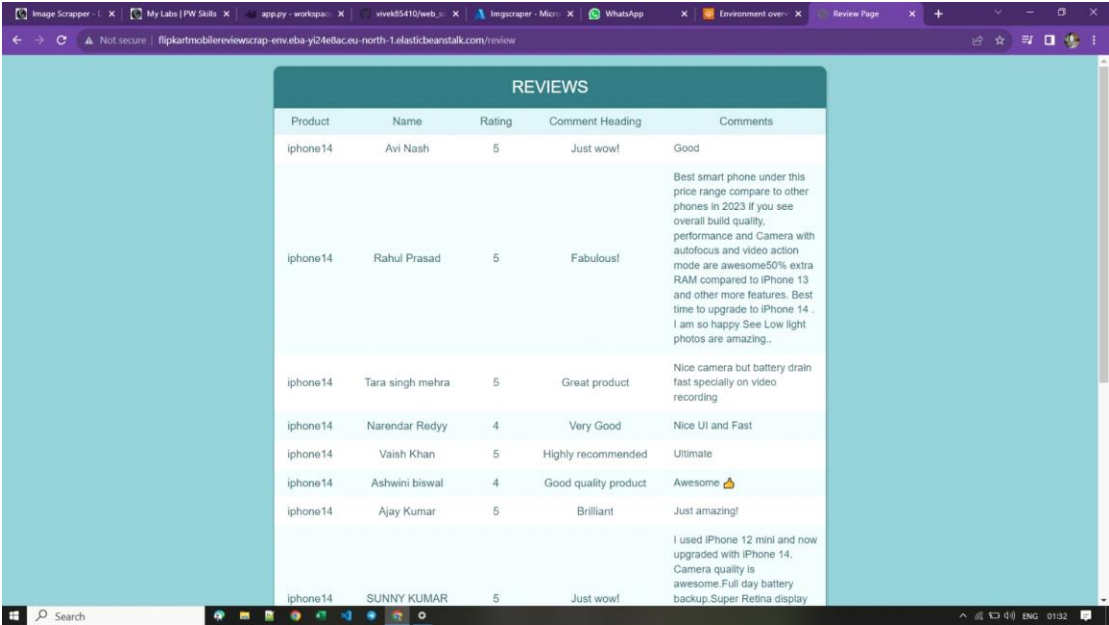 Image Scrapper - D
My Labs | PW Skills
app.py - workspac
vivek85410/web_sc
Imgscraper - Micro
WhatsApp
Environment over
Review Page
Not secure | flipkartmobilereviewscrap-env.eba-yi24e8ac.eu-north-1.elasticbeanstalk.com/review
REVIEWS
Product Name Rating Comment Heading Comments
iphone14 Avi Nash 5 Just wow! Good
iphone14 Rahul Prasad 5 Fabulous! Best smart phone under this
price range compare to other
phones in 2023 if you see
overall build quality,
performance and Camera with
autofocus and video action
mode are awesome50% extra
RAM compared to iPhone 13
and other more features. Best
time to upgrade to iPhone 14 .
I am so happy See Low light
photos are amazing..
iphone14 Tara singh mehra 5 Great product Nice camera but battery drain
fast specially on video
recording
iphone14 Narendar Redyy 4 Very Good Nice UI and Fast
iphone14 Vaish Khan 5 Highly recommended Ultimate
iphone14 Ashwini biswal 4 Good quality product Awesome 👍
iphone14 Ajay Kumar 5 Brilliant Just amazing!
iphone14 SUNNY KUMAR 5 Just wow! I used iPhone 12 mini and now
upgraded with iPhone 14.
Camera quality is
awesome.Full day battery
backup.Super Retina display
Search
ENG 01:32